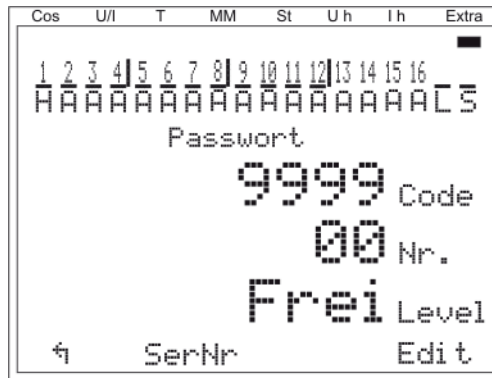 Cos U/I T MM St U h I h Extra
1 2 3 4 5 6 7 8 9 10 11 12 13 14 15 16
A A A A A A A A A A A A A A A A C S
Passwort
9999 Code
00 Nr.
Frei Level
SerNr Edit